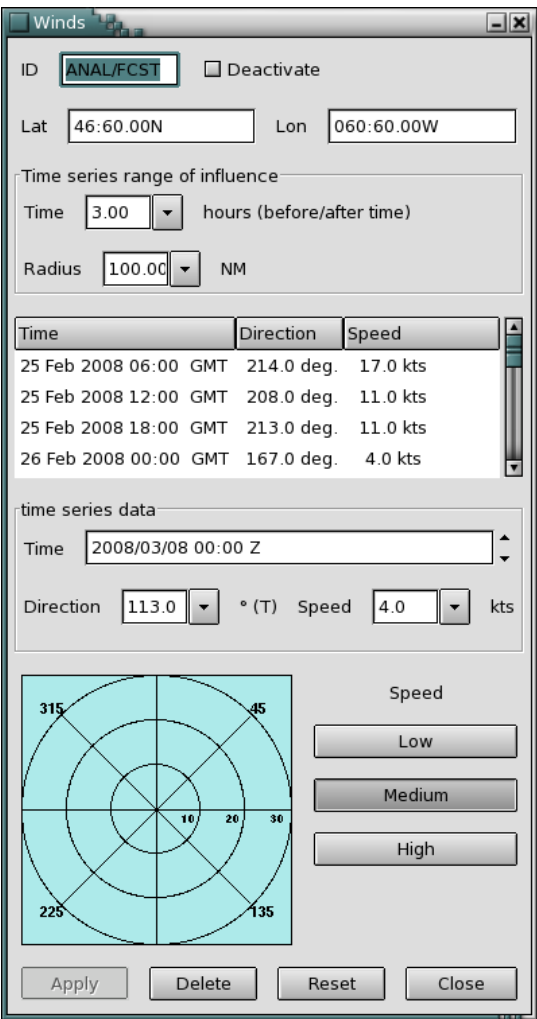 Winds
ID ANAL/FCST Deactivate
Lat 46:60.00N Lon 060:60.00W
Time series range of influence
Time 3.00 hours (before/after time)
Radius 100.00 NM
Time Direction Speed
25 Feb 2008 06:00 GMT 214.0 deg. 17.0 kts
25 Feb 2008 12:00 GMT 208.0 deg. 11.0 kts
25 Feb 2008 18:00 GMT 213.0 deg. 11.0 kts
26 Feb 2008 00:00 GMT 167.0 deg. 4.0 kts
time series data
Time 2008/03/08 00:00 Z
Direction 113.0 ° (T) Speed 4.0 kts
Speed
315 45
Low
Medium
10 20 30
High
225 135
Apply Delete Reset Close